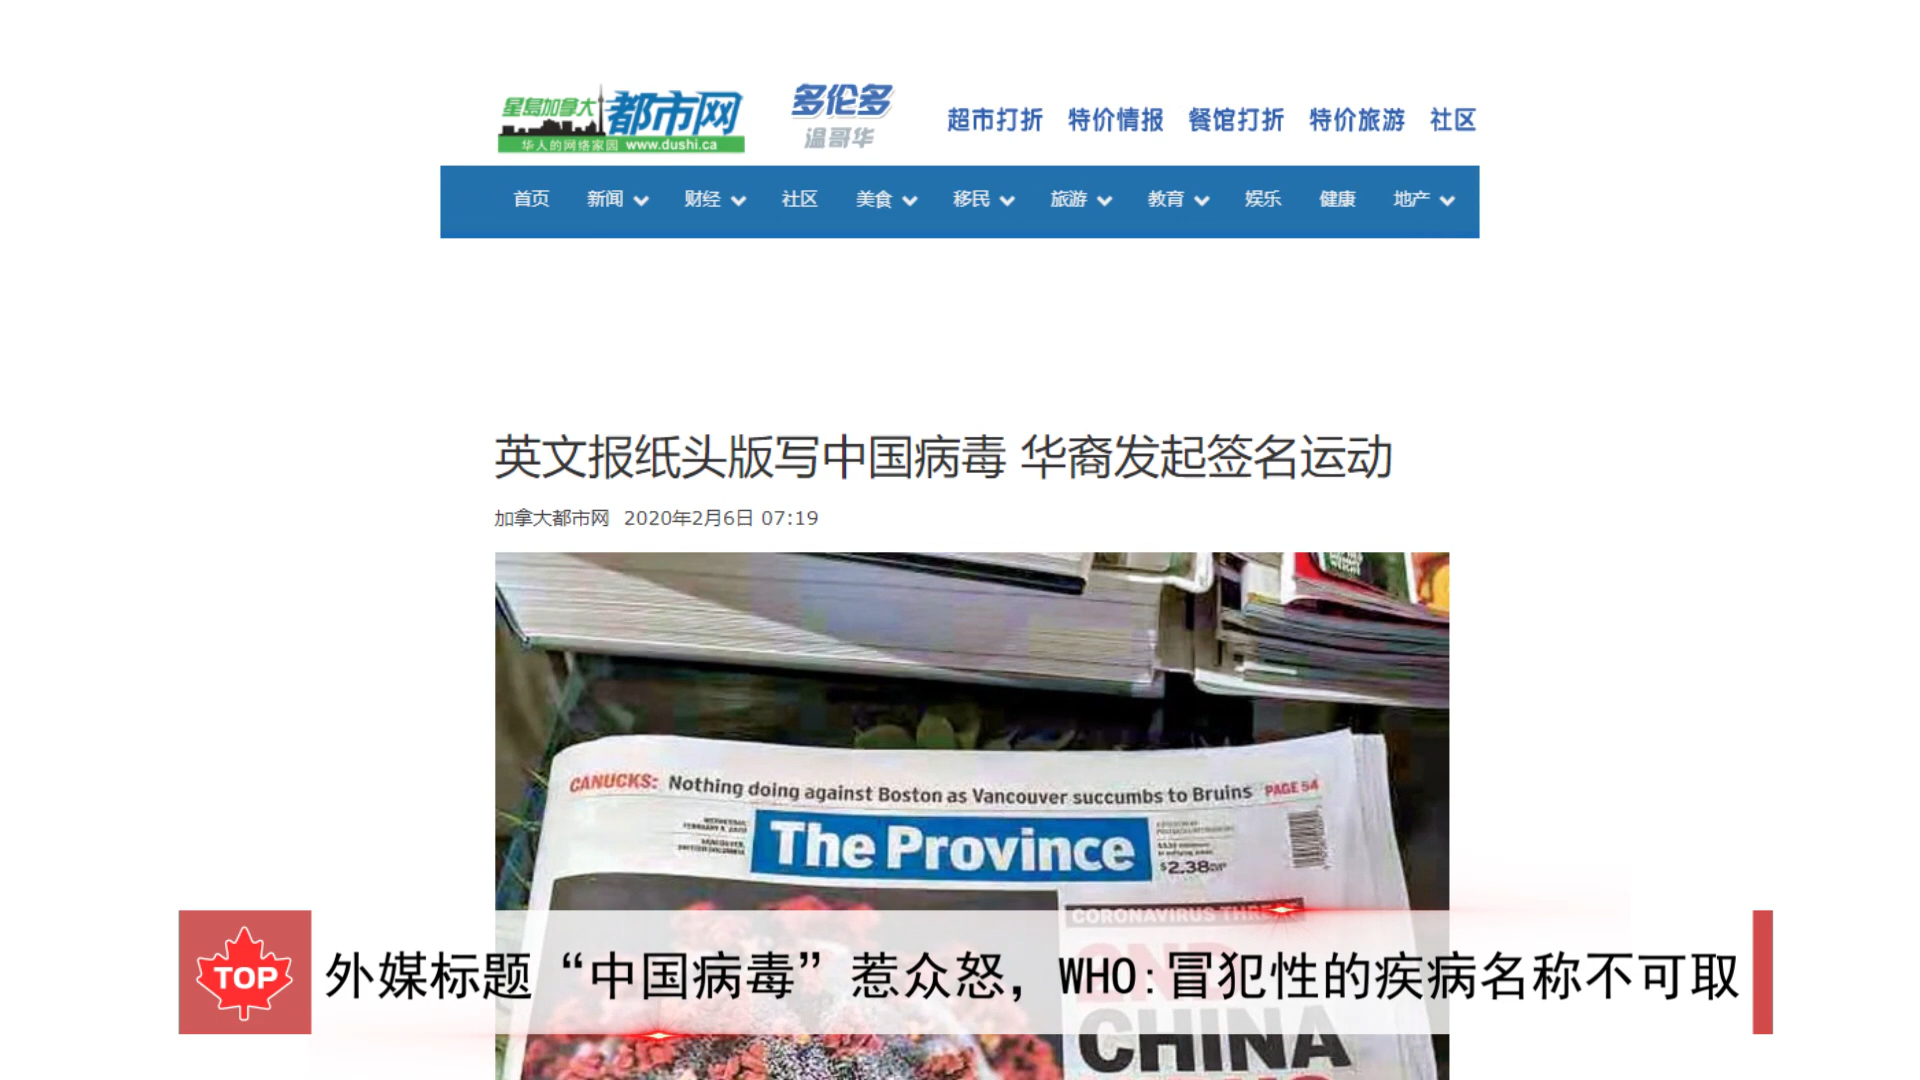 星岛加拿大都市网
华人的网络家园 www.dushi.ca
多伦多
温哥华
超市打折 特价情报 餐馆打折 特价旅游 社区
首页 新闻 财经 社区 美食 移民 旅游 教育 娱乐 健康 地产
英文报纸头版写中国病毒 华裔发起签名运动
加拿大都市网 2020年2月6日 07:19
CANUCKS: Nothing doing against Boston as Vancouver succumbs to Bruins PAGE 54
The Province
$2.38
CORONAVIRUS THREAT
2ND
CHINA
TOP
外媒标题“中国病毒”惹众怒，WHO:冒犯性的疾病名称不可取